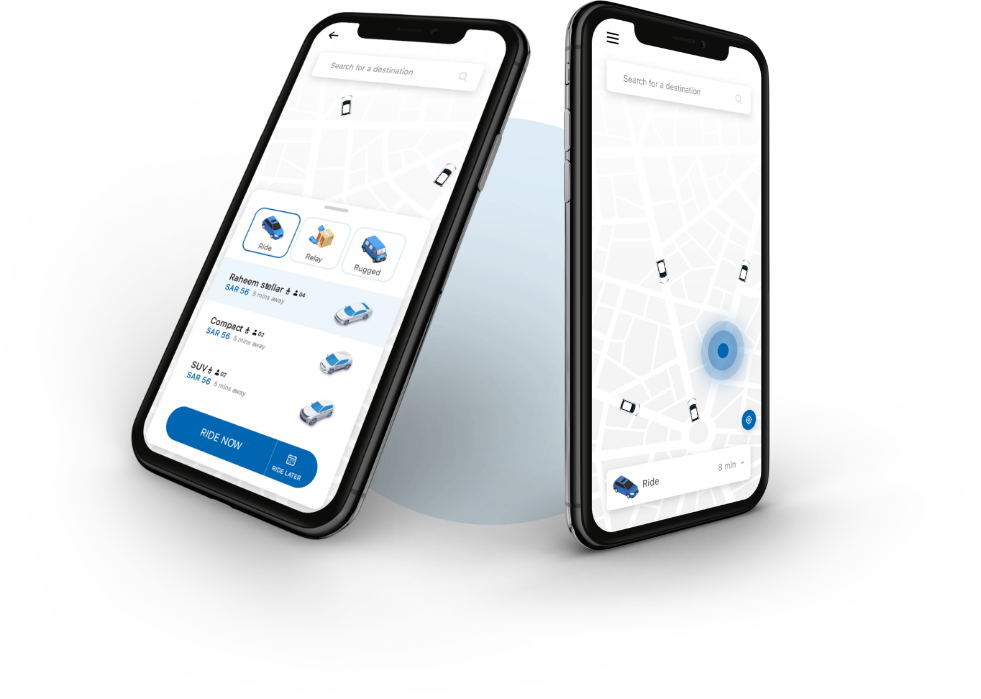 Search for a destination
Ride
Relay
Rugged
Raheem stellar 04
SAR 56 5 mins away
Compact 02
SAR 56 5 mins away
SUV 02
SAR 56 5 mins away
RIDE NOW
RIDE LATER
Search for a destination
Ride
8 min